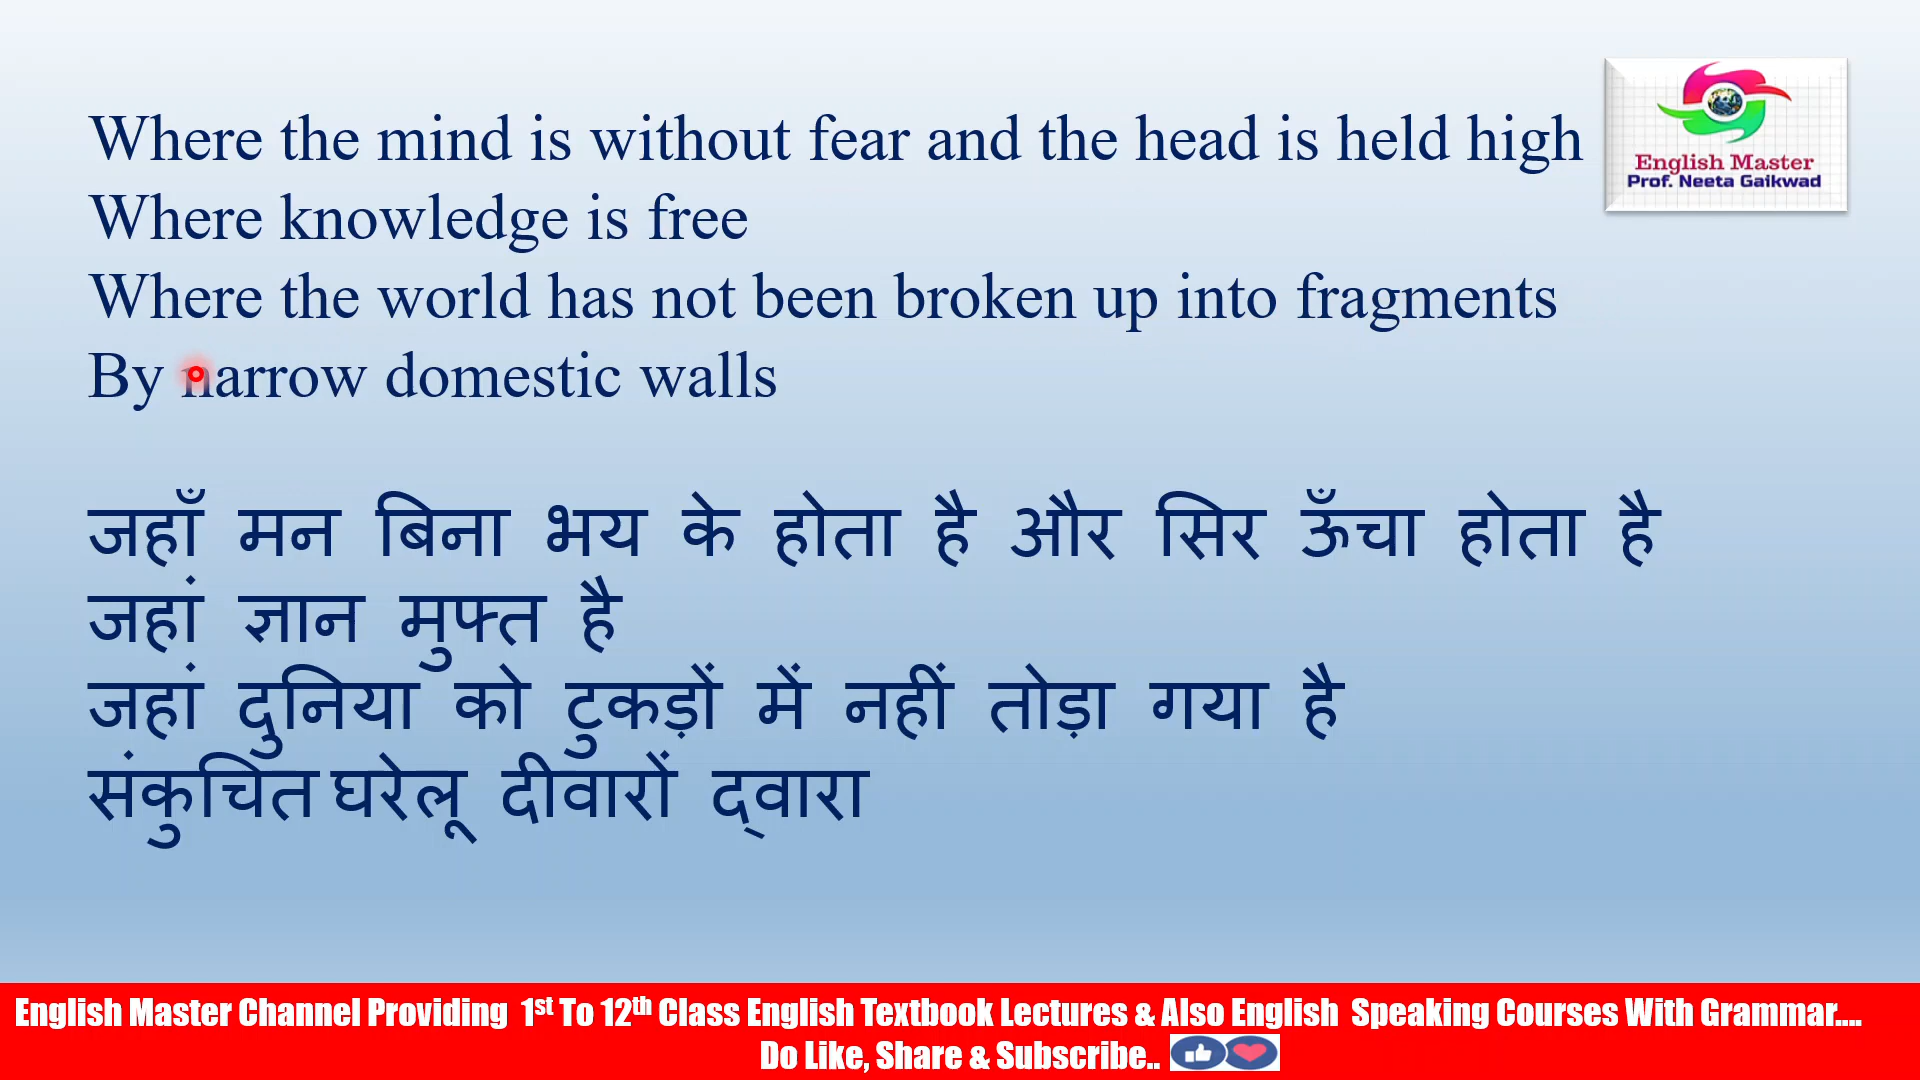 Where the mind is without fear and the head is held high
Where knowledge is free
Where the world has not been broken up into fragments
By narrow domestic walls
English Master
Prof. Neeta Gaikwad
जहाँ मन बिना भय के होता है और सिर ऊँचा होता है
जहां ज्ञान मुफ्त है
जहां दुनिया को टुकड़ों में नहीं तोड़ा गया है
संकुचित घरेलू दीवारों द्वारा
English Master Channel Providing 1st To 12th Class English Textbook Lectures & Also English Speaking Courses With Grammar....
Do Like, Share & Subscribe..